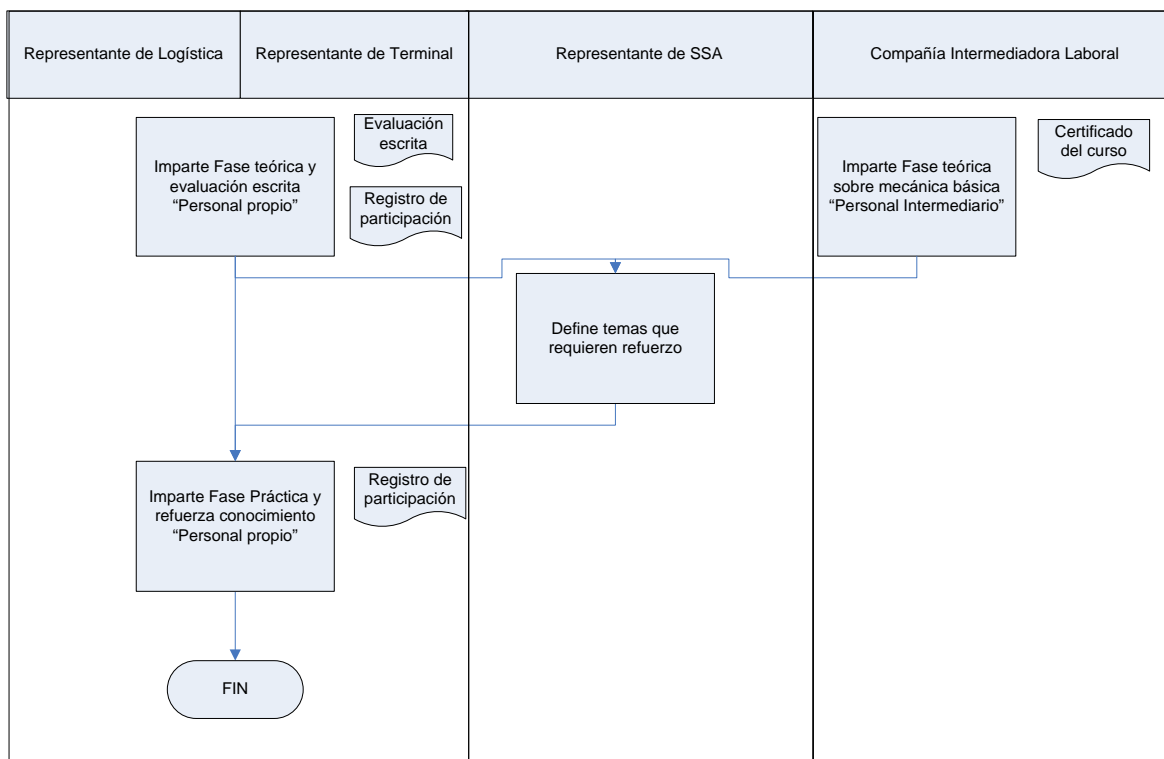 Representante de Logística
Representante de Terminal
Representante de SSA
Compañía Intermediadora Laboral
Imparte Fase teórica y
evaluación escrita
“Personal propio”
Evaluación
escrita
Registro de
participación
Imparte Fase teórica
sobre mecánica básica
“Personal Intermediario”
Certificado
del curso
Define temas que
requieren refuerzo
Imparte Fase Práctica y
refuerza conocimiento
“Personal propio”
Registro de
participación
FIN